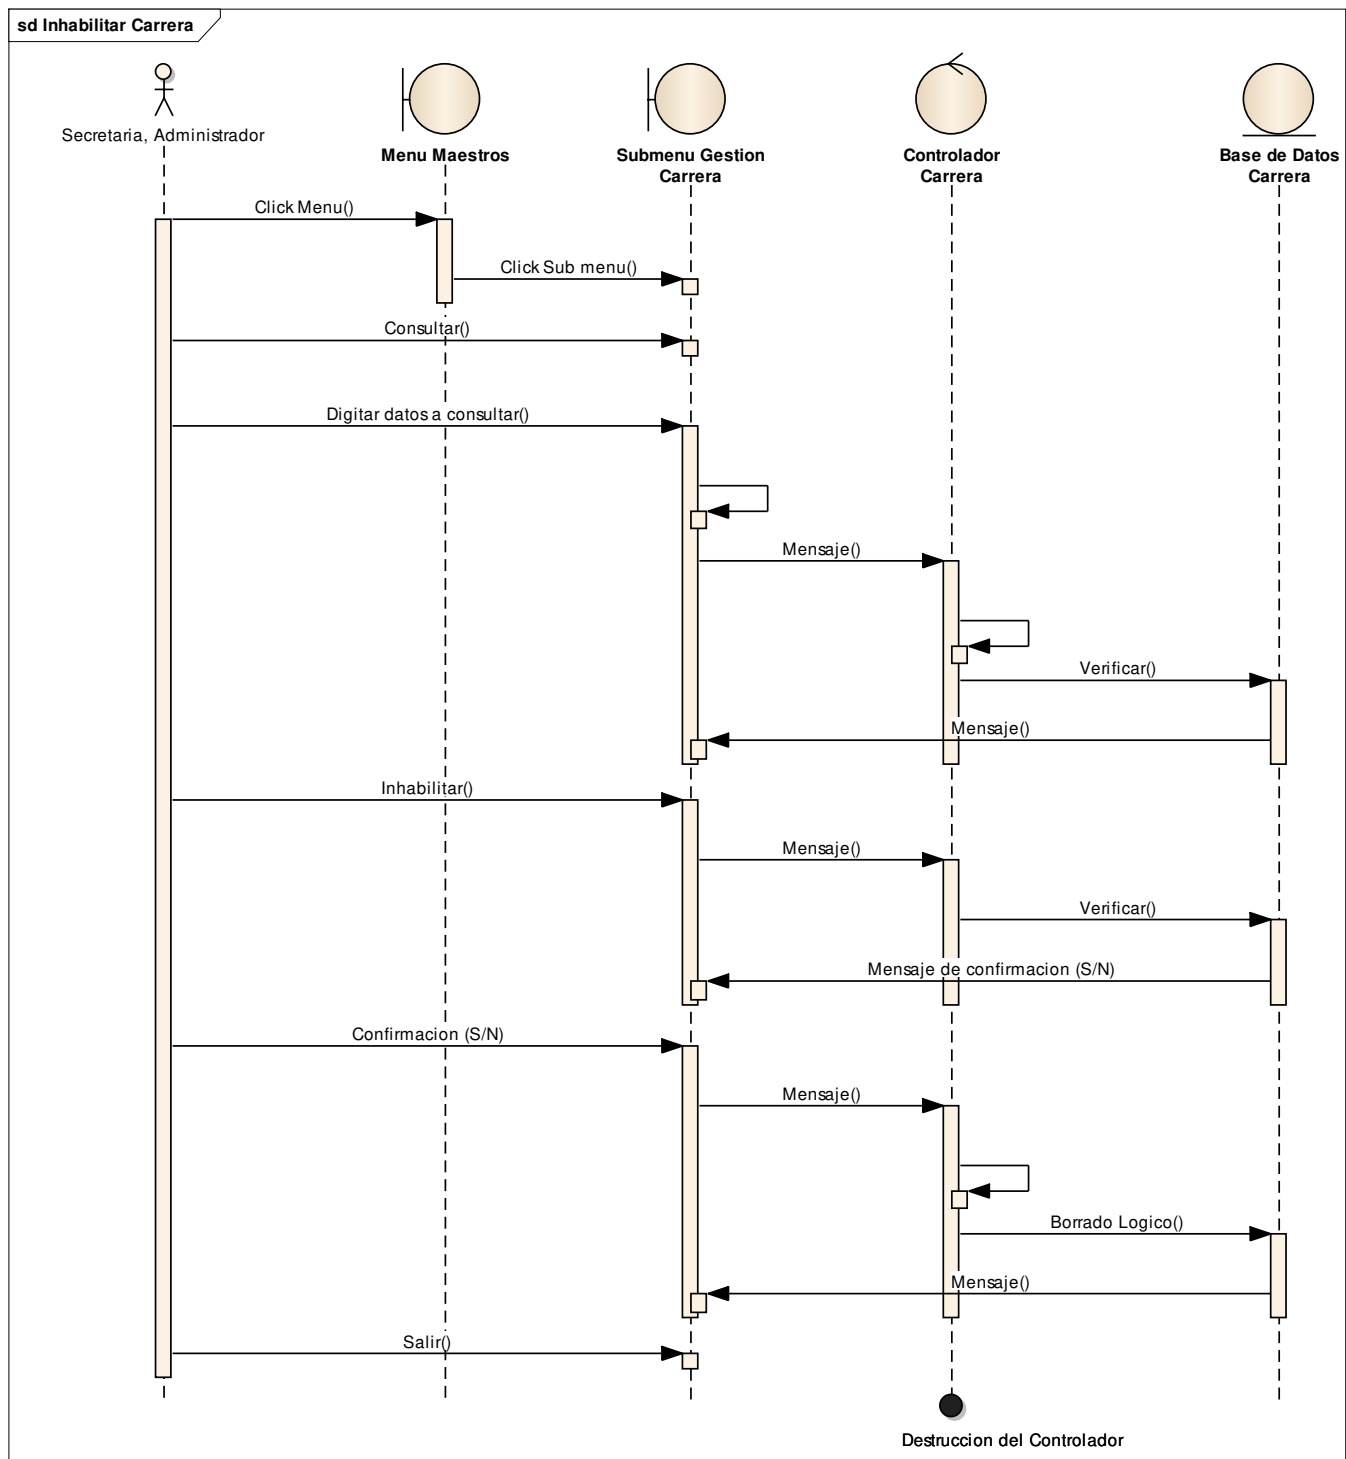 sd Inhabilitar Carrera
Secretaria, Administrador
Menu Maestros
Submenu Gestion
Carrera
Controlador
Carrera
Base de Datos
Carrera
Click Menu()
Click Sub menu()
Consultar()
Digitar datos a consultar()
Mensaje()
Verificar()
Mensaje()
Inhabilitar()
Mensaje()
Verificar()
Mensaje de confirmacion (S/N)
Confirmacion (S/N)
Mensaje()
Borrado Logico()
Mensaje()
Salir()
Destruccion del Controlador